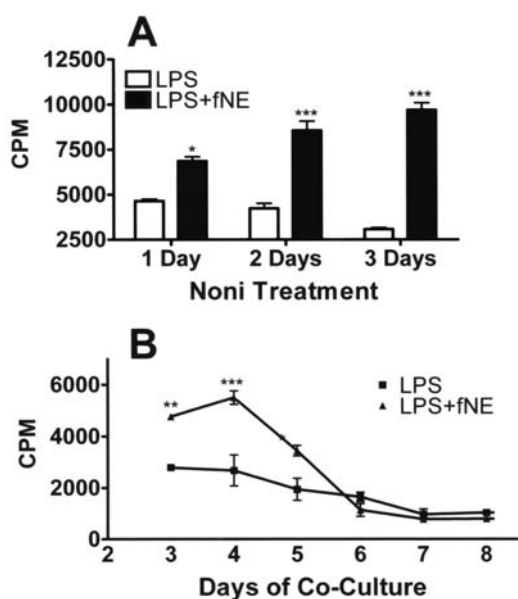 A
12500
LPS
LPS+fNE
10000
***
***
CPM
7500
*
5000
2500
1 Day 2 Days 3 Days
Noni Treatment
B
6000
***
LPS
**
LPS+fNE
4000
*
CPM
2000
0
2 3 4 5 6 7 8
Days of Co-Culture